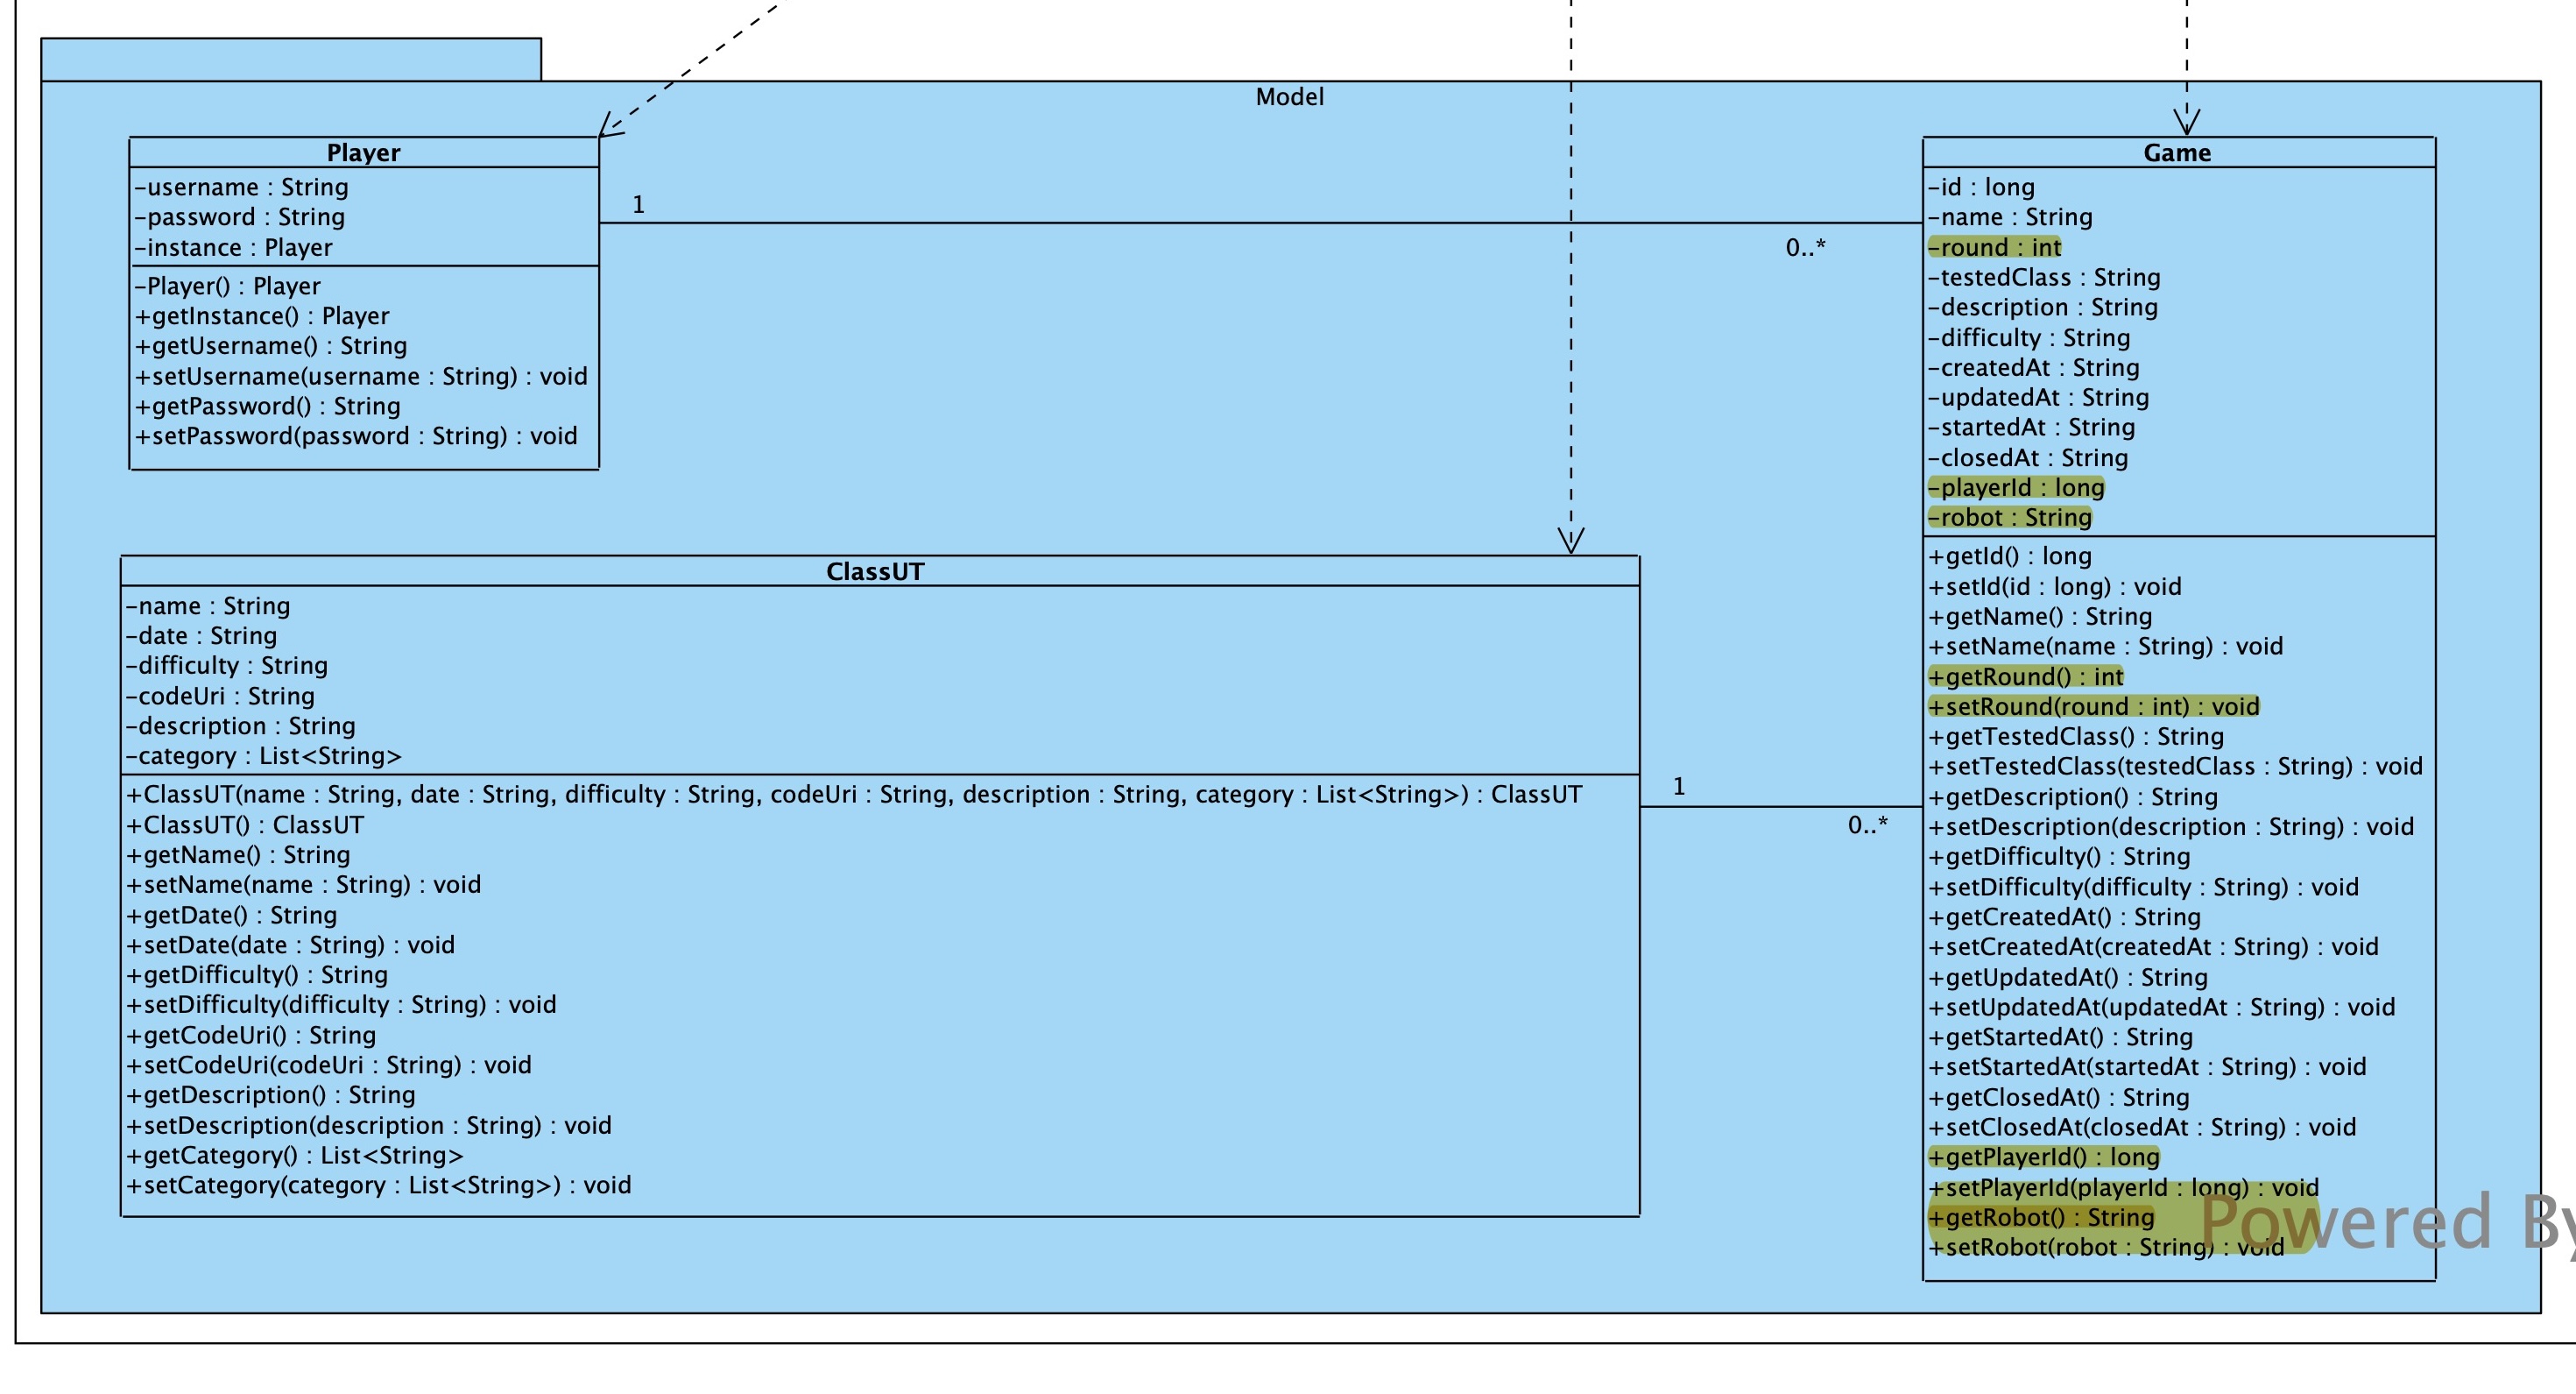 Model
Player
-username : String
-password : String
-instance : Player
-Player() : Player
+getInstance() : Player
+getUsername() : String
+setUsername(username : String) : void
+getPassword() : String
+setPassword(password : String) : void
1
0..*
Game
-id : long
-name : String
-round : int
-testedClass : String
-description : String
-difficulty : String
-createdAt : String
-updatedAt : String
-startedAt : String
-closedAt : String
-playerId : long
-robot : String
+getId() : long
+setId(id : long) : void
+getName() : String
+setName(name : String) : void
+getRound() : int
+setRound(round : int) : void
+getTestedClass() : String
+setTestedClass(testedClass : String) : void
+getDescription() : String
+setDescription(description : String) : void
+getDifficulty() : String
+setDifficulty(difficulty : String) : void
+getCreatedAt() : String
+setCreatedAt(createdAt : String) : void
+getUpdatedAt() : String
+setUpdatedAt(updatedAt : String) : void
+getStartedAt() : String
+setStartedAt(startedAt : String) : void
+getClosedAt() : String
+setClosedAt(closedAt : String) : void
+getPlayerId() : long
+setPlayerId(playerId : long) : void
+getRobot() : String
+setRobot(robot : String) : void
ClassUT
-name : String
-date : String
-difficulty : String
-codeUri : String
-description : String
-category : List<String>
+ClassUT(name : String, date : String, difficulty : String, codeUri : String, description : String, category : List<String>) : ClassUT
+ClassUT() : ClassUT
+getName() : String
+setName(name : String) : void
+getDate() : String
+setDate(date : String) : void
+getDifficulty() : String
+setDifficulty(difficulty : String) : void
+getCodeUri() : String
+setCodeUri(codeUri : String) : void
+getDescription() : String
+setDescription(description : String) : void
+getCategory() : List<String>
+setCategory(category : List<String>) : void
1
0..*
Powered By